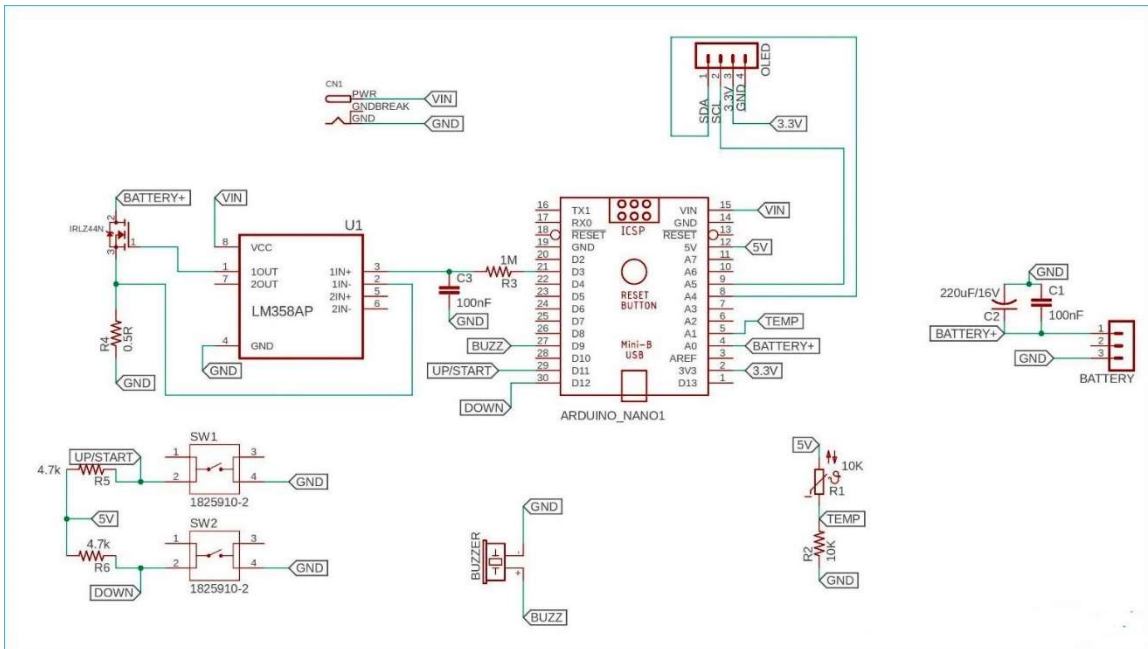 CN1
PWR
GNDBREAK
GND
VIN
GND
OLED
1
2
3
4
SDA
SCL
3.3V
GND
3.3V
BATTERY+
2
IRLZ44N
1
3
R4
0.5R
GND
VIN
U1
8 VCC
1 1OUT
7 2OUT
LM358AP
4 GND
1IN+ 3
1IN- 2
2IN+ 5
2IN- 6
GND
C3
100nF
GND
1M
R3
16 TX1
17 RX0
18 RESET
19 GND
20 D2
21 D3
22 D4
23 D5
24 D6
25 D7
26 D8
27 D9
28 D10
29 D11
30 D12
ICSP
RESET
BUTTON
Mini-B
USB
VIN 15
GND 14
RESET 13
5V 12
A7 11
A6 10
A5 9
A4 8
A3 7
A2 6
A1 5
A0 4
AREF 3
3V3 2
D13 1
ARDUINO_NANO1
BUZZ
UP/START
DOWN
VIN
5V
TEMP
BATTERY+
3.3V
GND
220uF/16V
C2
C1
100nF
BATTERY+
GND
1
2
3
BATTERY
UP/START
4.7k
R5
SW1
1 3
2 4
1825910-2
GND
5V
4.7k
R6
DOWN
SW2
1 3
2 4
1825910-2
GND
GND
BUZZER
-
+
BUZZ
5V
10K
R1
TEMP
R2
10K
GND